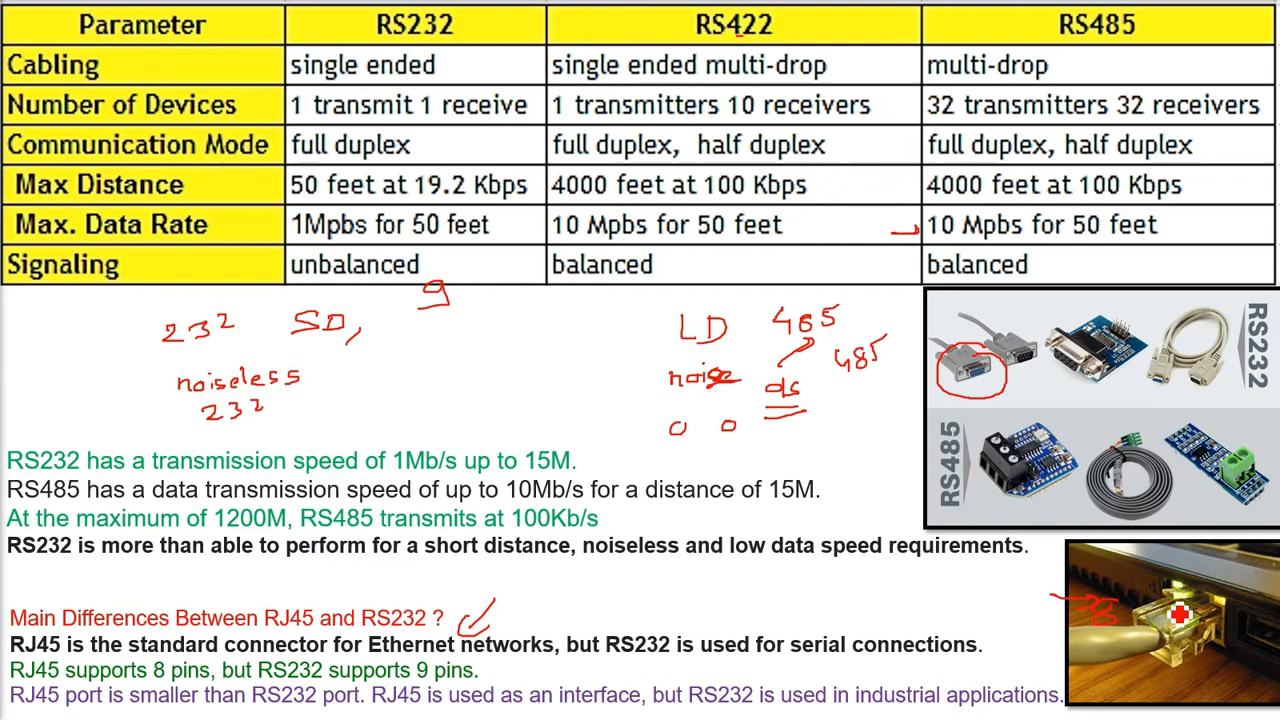 Parameter RS232 RS422 RS485
Cabling single ended single ended multi-drop multi-drop
Number of Devices 1 transmit 1 receive 1 transmitters 10 receivers 32 transmitters 32 receivers
Communication Mode full duplex full duplex, half duplex full duplex, half duplex
Max Distance 50 feet at 19.2 Kbps 4000 feet at 100 Kbps 4000 feet at 100 Kbps
Max. Data Rate 1Mpbs for 50 feet 10 Mpbs for 50 feet 10 Mpbs for 50 feet
Signaling unbalanced balanced balanced
9
232 SD, LD 485
485
noiseless noise ds
232 0 0
RS232
RS485
RS232 has a transmission speed of 1Mb/s up to 15M.
RS485 has a data transmission speed of up to 10Mb/s for a distance of 15M.
At the maximum of 1200M, RS485 transmits at 100Kb/s
RS232 is more than able to perform for a short distance, noiseless and low data speed requirements.
Main Differences Between RJ45 and RS232 ?
8
RJ45 is the standard connector for Ethernet networks, but RS232 is used for serial connections.
RJ45 supports 8 pins, but RS232 supports 9 pins.
RJ45 port is smaller than RS232 port. RJ45 is used as an interface, but RS232 is used in industrial applications.